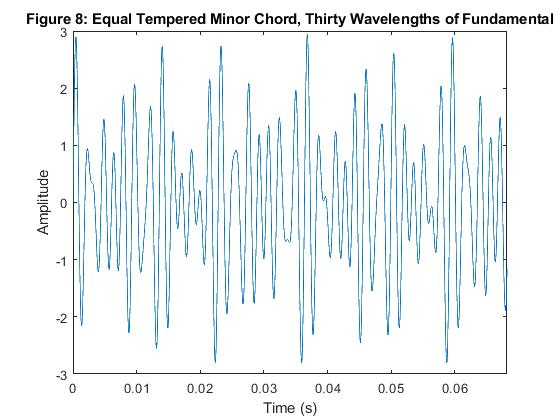 Figure 8: Equal Tempered Minor Chord, Thirty Wavelengths of Fundamental
3
2
1
0
-1
-2
-3
Amplitude
0 0.01 0.02 0.03 0.04 0.05 0.06
Time (s)